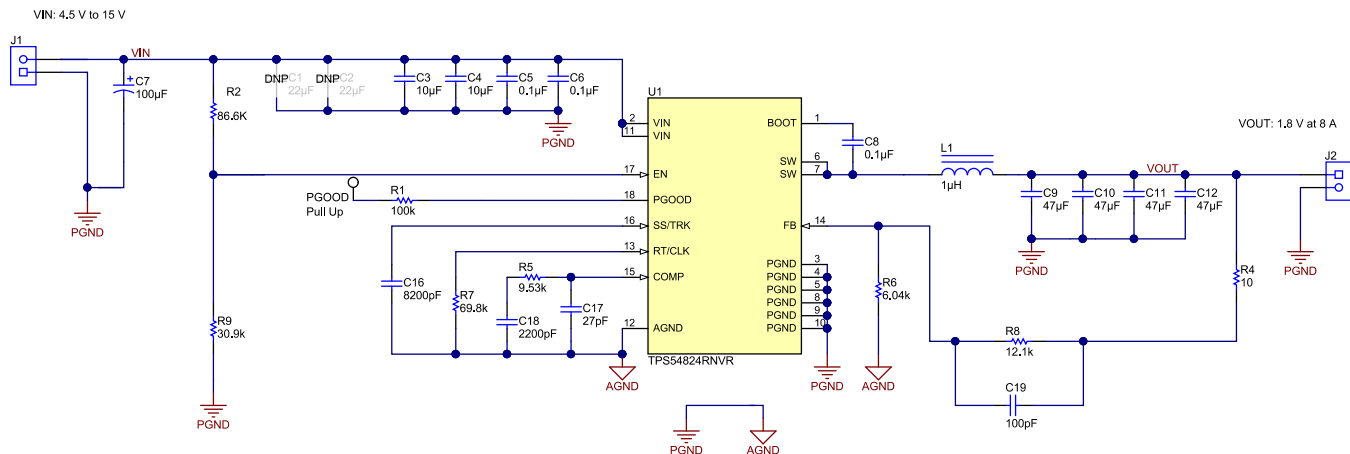 VIN: 4.5 V to 15 V
J1
VIN
C7
100µF
PGND
R2
86.6K
R9
30.9k
PGND
DNP C1
22µF
DNP C2
22µF
C3
10µF
C4
10µF
C5
0.1µF
C6
0.1µF
PGND
PGOOD
Pull Up
R1
100k
C16
8200pF
R7
69.8k
R5
9.53k
C18
2200pF
C17
27pF
AGND
U1
2 VIN
11 VIN
17 EN
18 PGOOD
16 SS/TRK
13 RT/CLK
15 COMP
12 AGND
BOOT 1
SW 6
SW 7
FB 14
PGND 3
PGND 4
PGND 5
PGND 8
PGND 9
PGND 10
TPS54824RNVR
PGND
C8
0.1µF
L1
1µH
VOUT
C9
47µF
C10
47µF
C11
47µF
C12
47µF
PGND
VOUT: 1.8 V at 8 A
J2
PGND
R4
10
R6
6.04k
AGND
R8
12.1k
C19
100pF
PGND
AGND